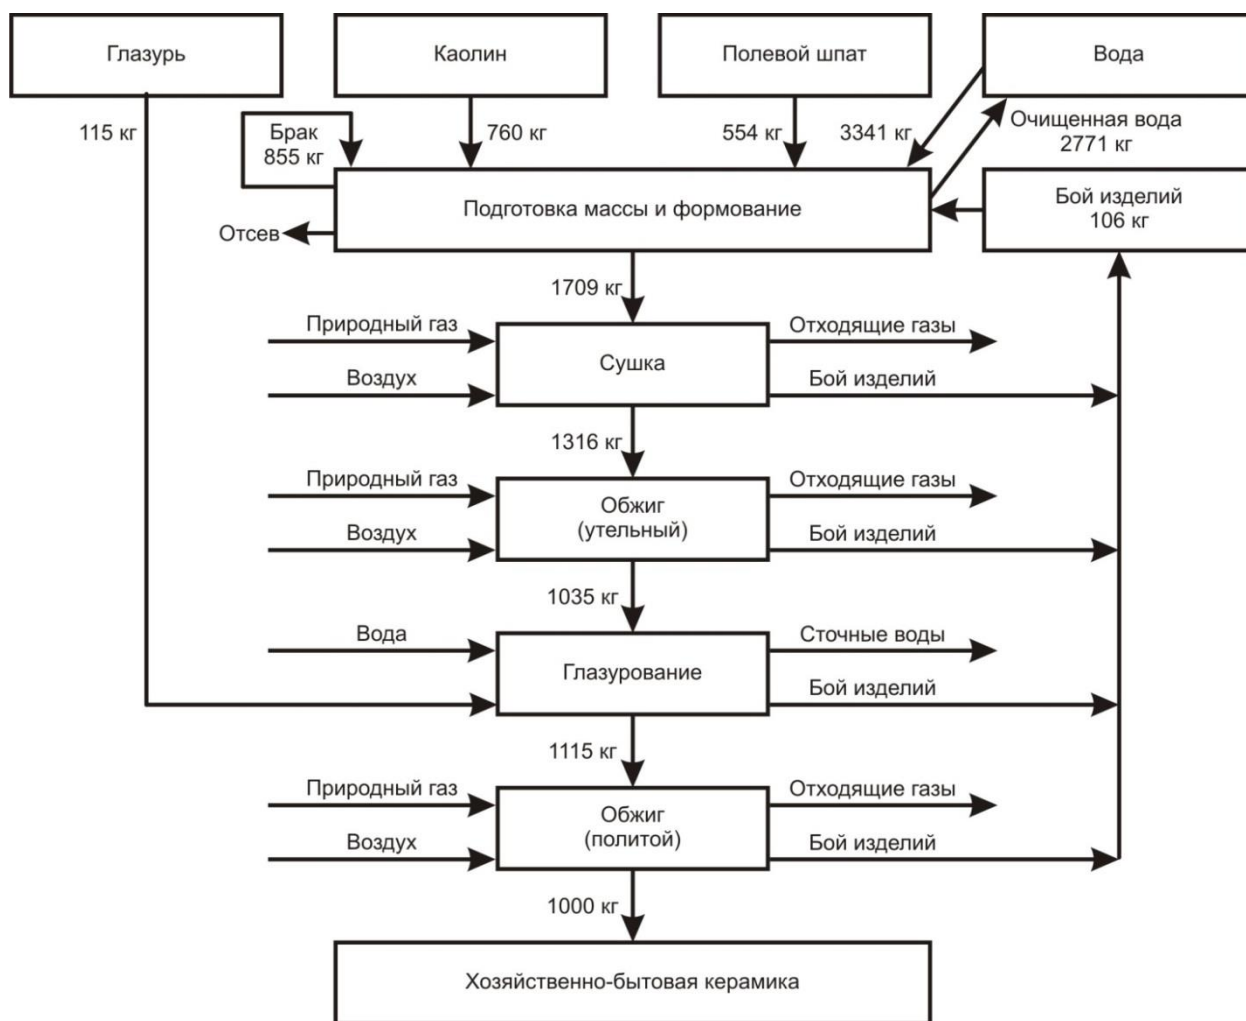 Глазурь
Каолин
Полевой шпат
Вода
115 кг
Брак
855 кг
760 кг
554 кг
3341 кг
Очищенная вода
2771 кг
Подготовка массы и формование
Бой изделий
106 кг
Отсев
1709 кг
Природный газ
Отходящие газы
Сушка
Воздух
Бой изделий
1316 кг
Природный газ
Отходящие газы
Обжиг
(утельный)
Воздух
Бой изделий
1035 кг
Вода
Сточные воды
Глазурование
Бой изделий
1115 кг
Природный газ
Отходящие газы
Обжиг
(политой)
Воздух
Бой изделий
1000 кг
Хозяйственно-бытовая керамика